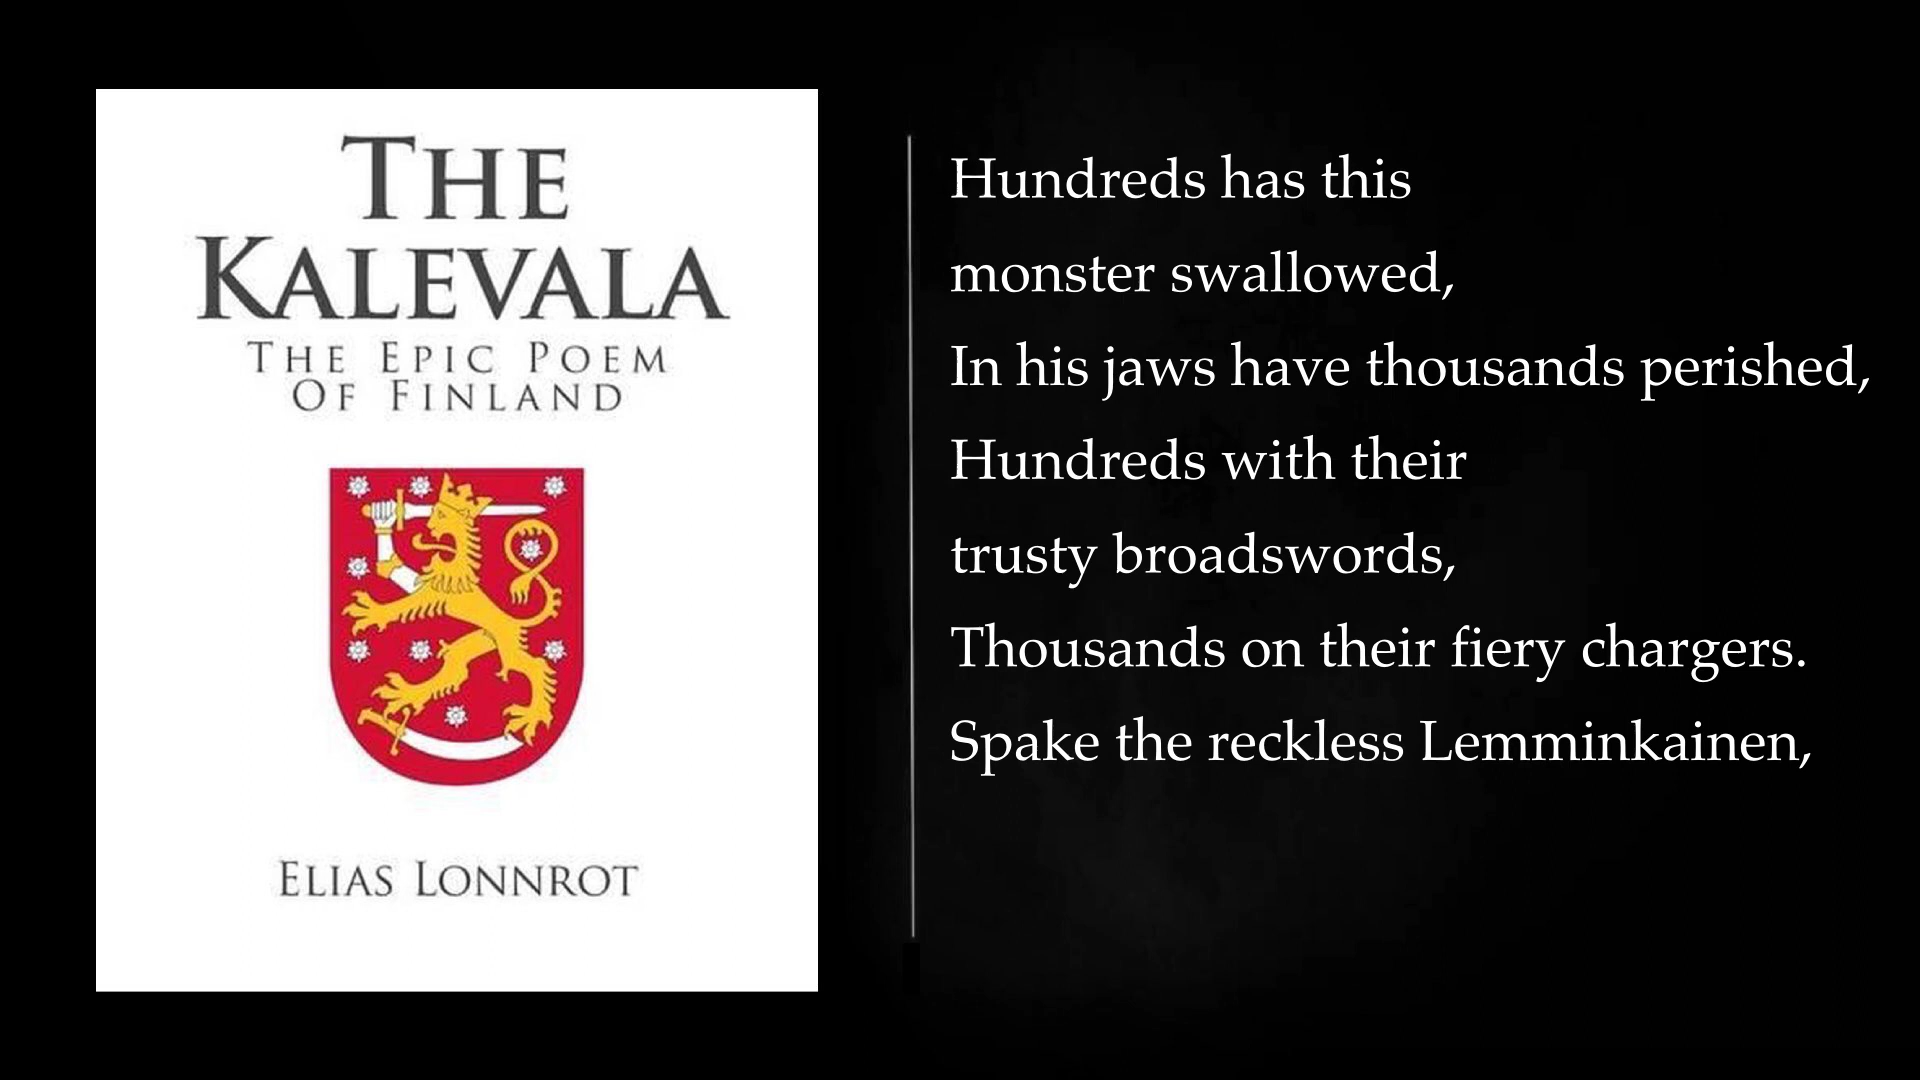 THE
KALEVALA
THE EPIC POEM
OF FINLAND
ELIAS LONNROT
Hundreds has this
monster swallowed,
In his jaws have thousands perished,
Hundreds with their
trusty broadswords,
Thousands on their fiery chargers.
Spake the reckless Lemminkainen,